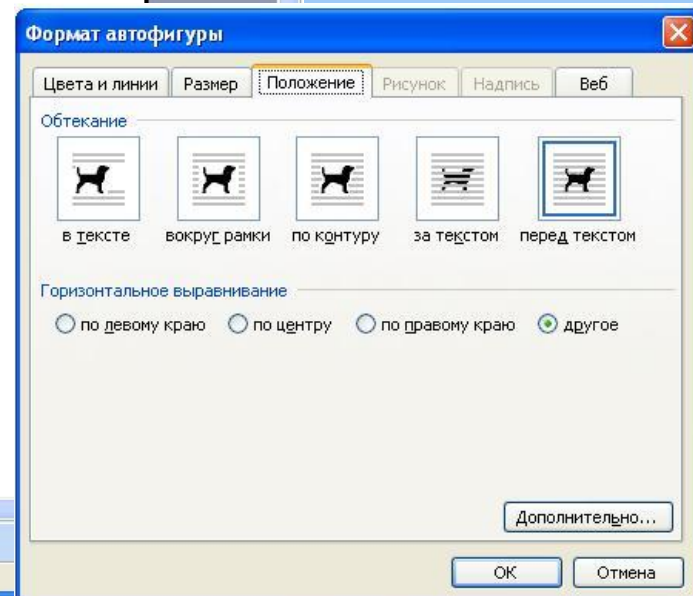 Формат автофигуры
Цвета и линии Размер Положение Рисунок Надпись Веб
Обтекание
в тексте вокруг рамки по контуру за текстом перед текстом
Горизонтальное выравнивание
по левому краю по центру по правому краю другое
Дополнительно...
ОК Отмена